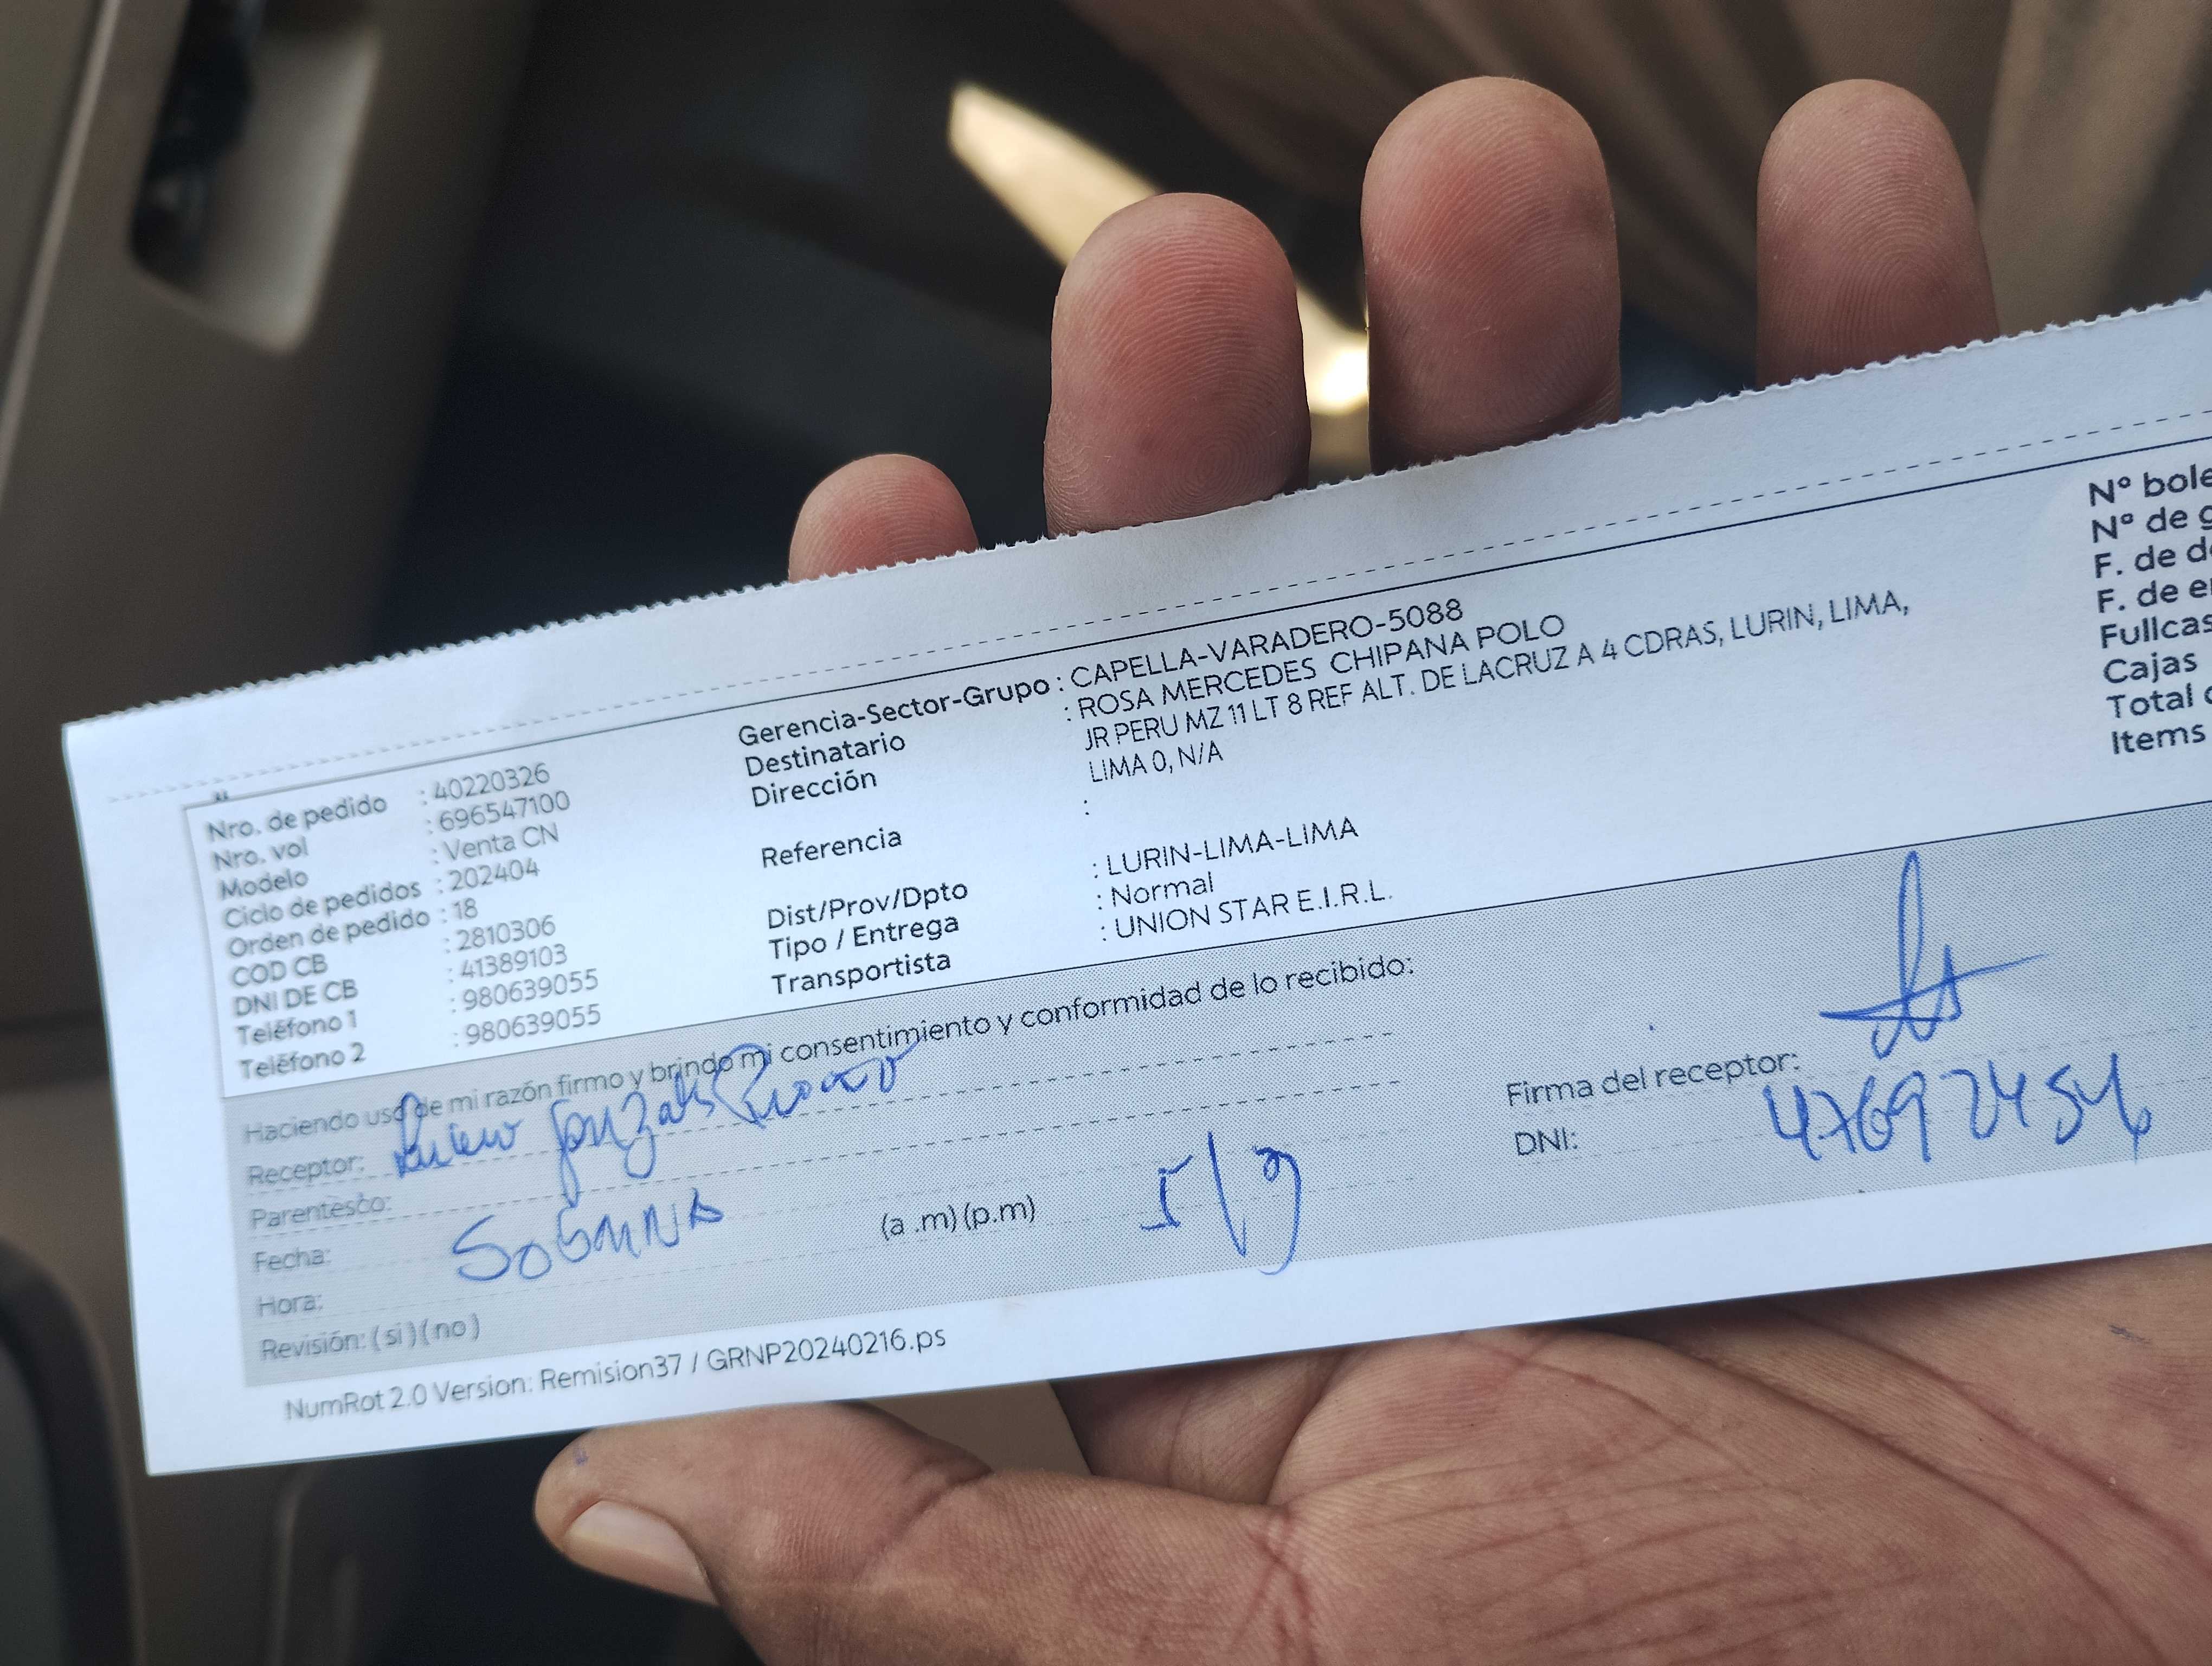 Nro. de pedido : 40220326
Nro. vol : 696547100
Modelo : Venta CN
Ciclo de pedidos : 202404
Orden de pedido : 18
COD CB : 2810306
DNI DE CB : 41389103
Teléfono 1 : 980639055
Teléfono 2 : 980639055
Gerencia-Sector-Grupo : CAPELLA-VARADERO-5088
Destinatario : ROSA MERCEDES CHIPANA POLO
Dirección JR PERU MZ 11 LT 8 REF ALT. DE LACRUZ A 4 CDRAS, LURIN, LIMA,
LIMA 0, N/A
Referencia :
Dist/Prov/Dpto : LURIN-LIMA-LIMA
Tipo / Entrega : Normal
Transportista : UNION STAR E.I.R.L.
Nº bole
Nº de g
F. de d
F. de e
Fullcas
Cajas
Total
Items
Haciendo uso de mi razón firmo y brindo mi consentimiento y conformidad de lo recibido:
Receptor:
Parentesco:
Fecha: SOBRINA
Hora: (a .m)(p.m)
Revisión: ( si )( no )
Firma del receptor:
DNI:
NumRot 2.0 Version: Remision37 / GRNP20240216.ps